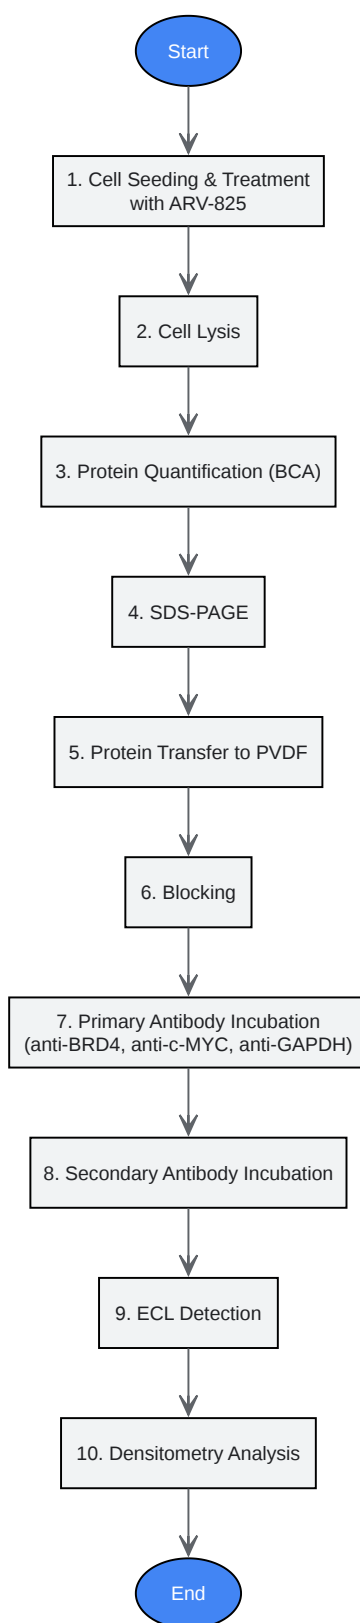 Start
1. Cell Seeding & Treatment
with ARV-825
2. Cell Lysis
3. Protein Quantification (BCA)
4. SDS-PAGE
5. Protein Transfer to PVDF
6. Blocking
7. Primary Antibody Incubation
(anti-BRD4, anti-c-MYC, anti-GAPDH)
8. Secondary Antibody Incubation
9. ECL Detection
10. Densitometry Analysis
End